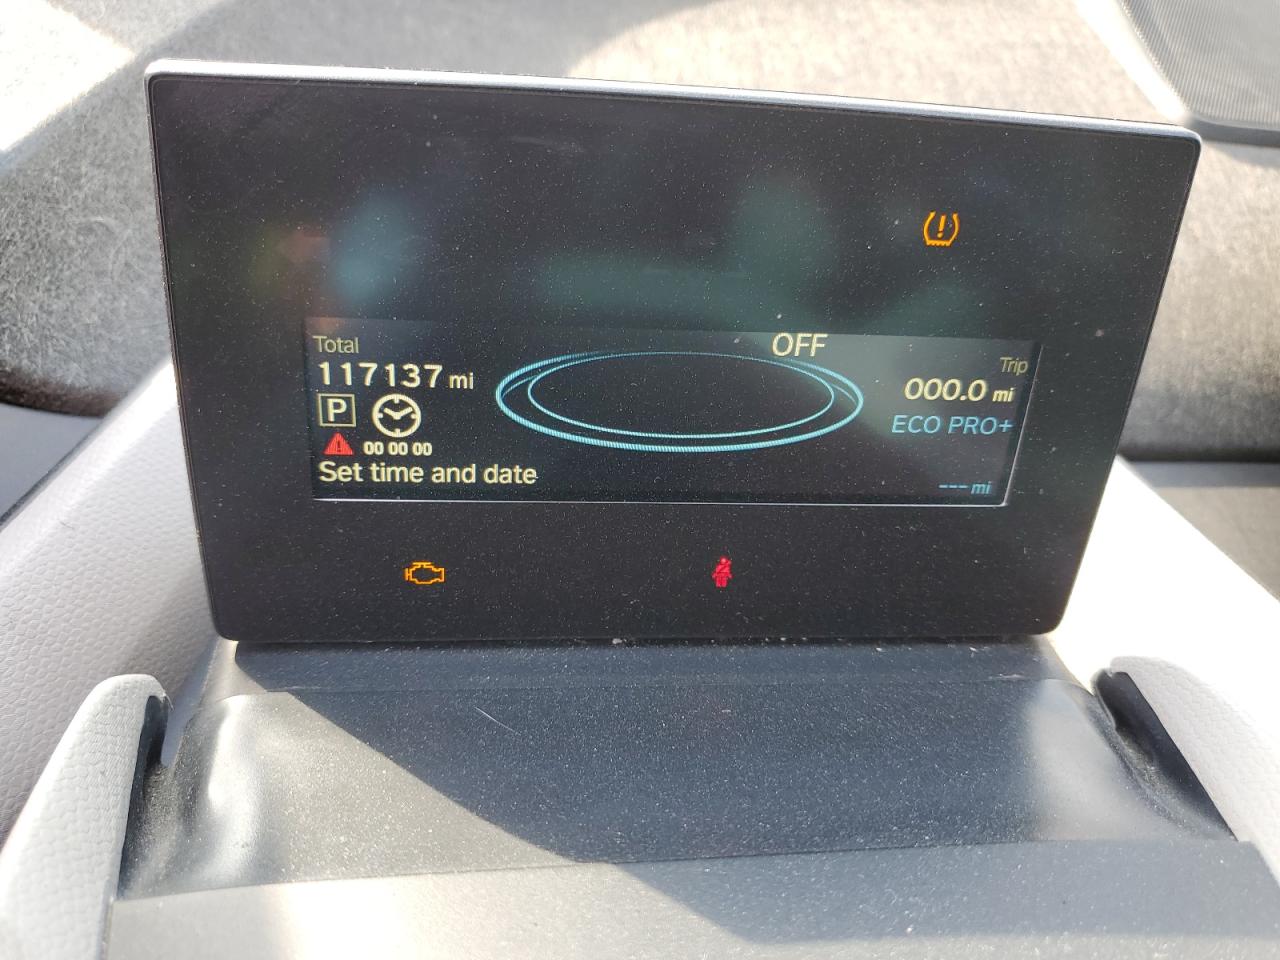 OFF
Total
117137 mi
Trip
000.0 mi
P
ECO PRO+
00 00 00
Set time and date
--- mi